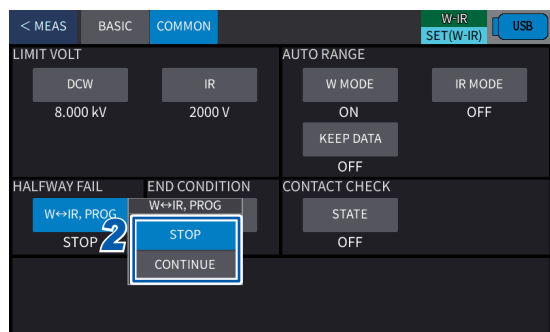 < MEAS BASIC COMMON W-IR SET(W-IR) USB
LIMIT VOLT AUTO RANGE
DCW IR W MODE IR MODE
8.000 kV 2000 V ON OFF
KEEP DATA
OFF
HALFWAY FAIL END CONDITION CONTACT CHECK
W↔IR, PROG W↔IR, PROG STATE
STOP 2 STOP OFF
CONTINUE